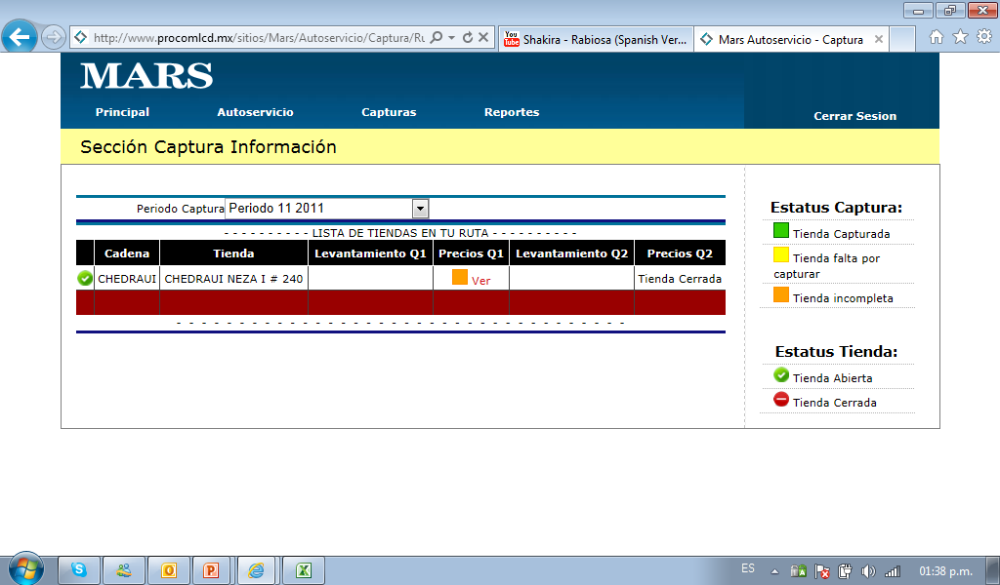 http://www.procomlcd.mx/sitios/Mars/Autoservicio/Captura/Ru
You Tube Shakira - Rabiosa (Spanish Ver...
Mars Autoservicio - Captura
MARS
Principal Autoservicio Capturas Reportes Cerrar Sesion
Sección Captura Información
Periodo Captura Periodo 11 2011
- - - - - - - - - - LISTA DE TIENDAS EN TU RUTA - - - - - - - - - -
Cadena Tienda Levantamiento Q1 Precios Q1 Levantamiento Q2 Precios Q2
CHEDRAUI CHEDRAUI NEZA I # 240 Ver Tienda Cerrada
Estatus Captura:
Tienda Capturada
Tienda falta por
capturar
Tienda incompleta
Estatus Tienda:
Tienda Abierta
Tienda Cerrada
ES 01:38 p.m.